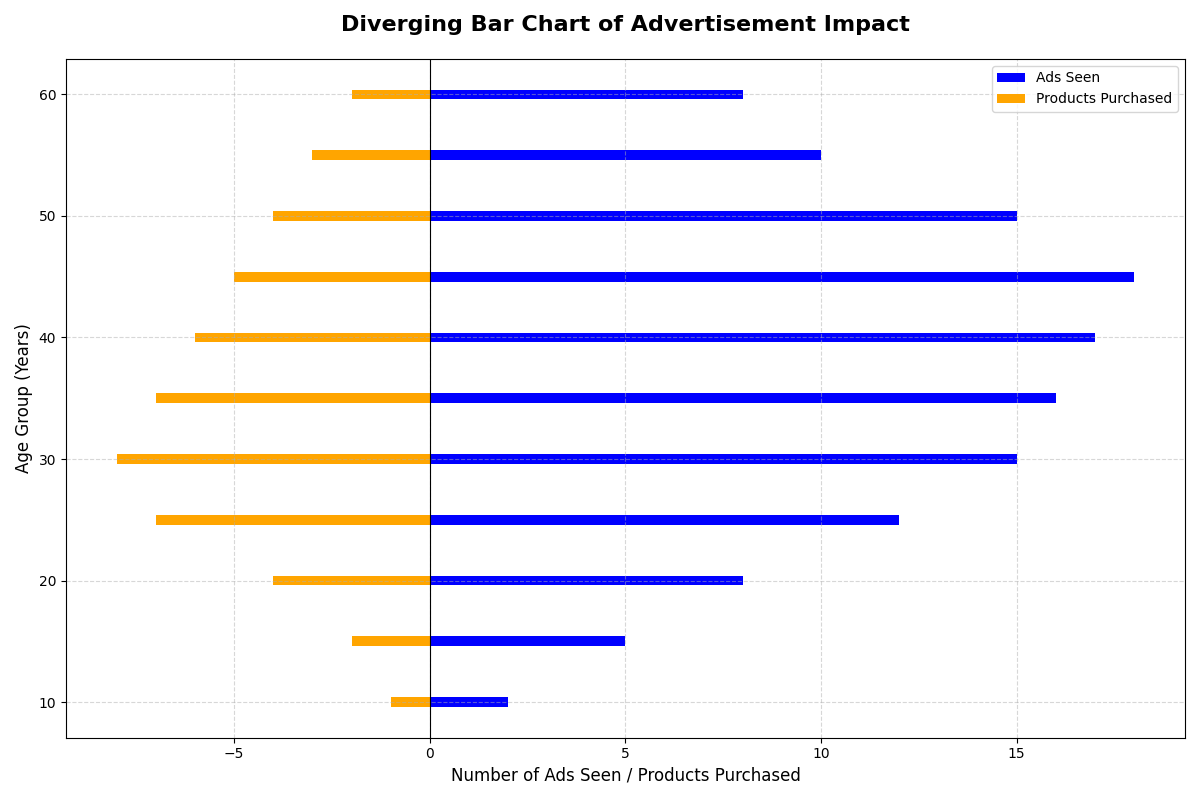 Diverging Bar Chart of Advertisement Impact
Ads Seen
Products Purchased
Age Group (Years)
60
50
40
30
20
10
−5 0 5 10 15
Number of Ads Seen / Products Purchased